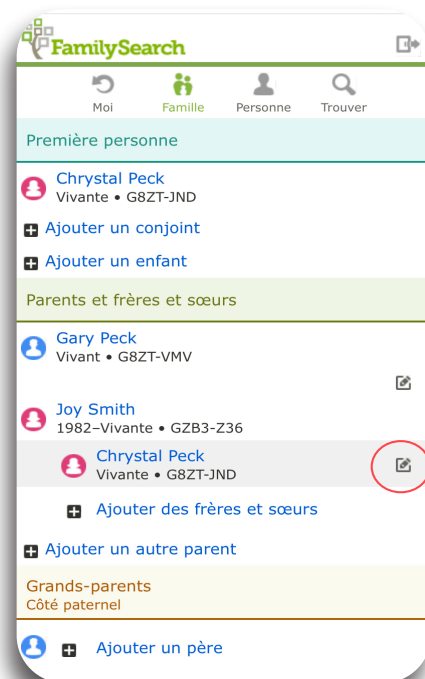 FamilySearch
Moi Famille Personne Trouver
Première personne
Chrystal Peck
Vivante • G8ZT-JND
Ajouter un conjoint
Ajouter un enfant
Parents et frères et sœurs
Gary Peck
Vivant • G8ZT-VMV
Joy Smith
1982–Vivante • GZB3-Z36
Chrystal Peck
Vivante • G8ZT-JND
Ajouter des frères et sœurs
Ajouter un autre parent
Grands-parents
Côté paternel
Ajouter un père